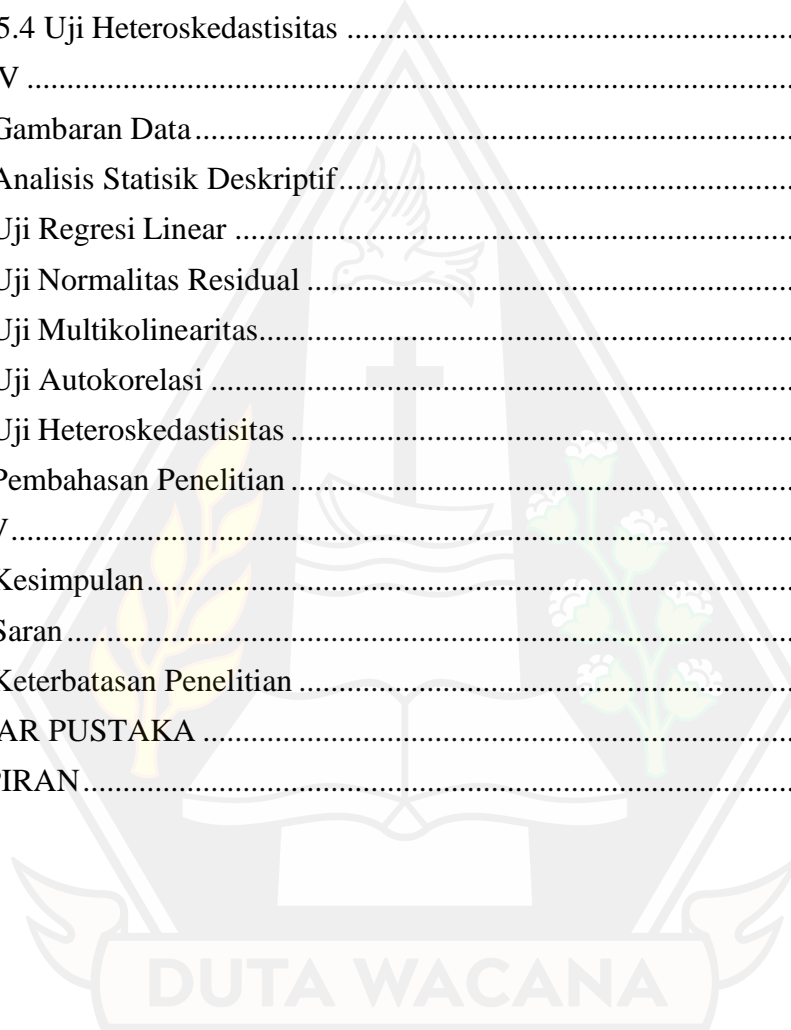 5.4 Uji Heteroskedastisitas ..............................................................
V ..............................................................................................................
Gambaran Data ....................................................................................
Analisis Statisik Deskriptif ................................................................
Uji Regresi Linear ..............................................................................
Uji Normalitas Residual ....................................................................
Uji Multikolinearitas ..........................................................................
Uji Autokorelasi .................................................................................
Uji Heteroskedastisitas ......................................................................
Pembahasan Penelitian ......................................................................
V ..............................................................................................................
Kesimpulan .........................................................................................
Saran ....................................................................................................
Keterbatasan Penelitian .....................................................................
AR PUSTAKA ...................................................................................
PIRAN ..................................................................................................
DUTA WACANA